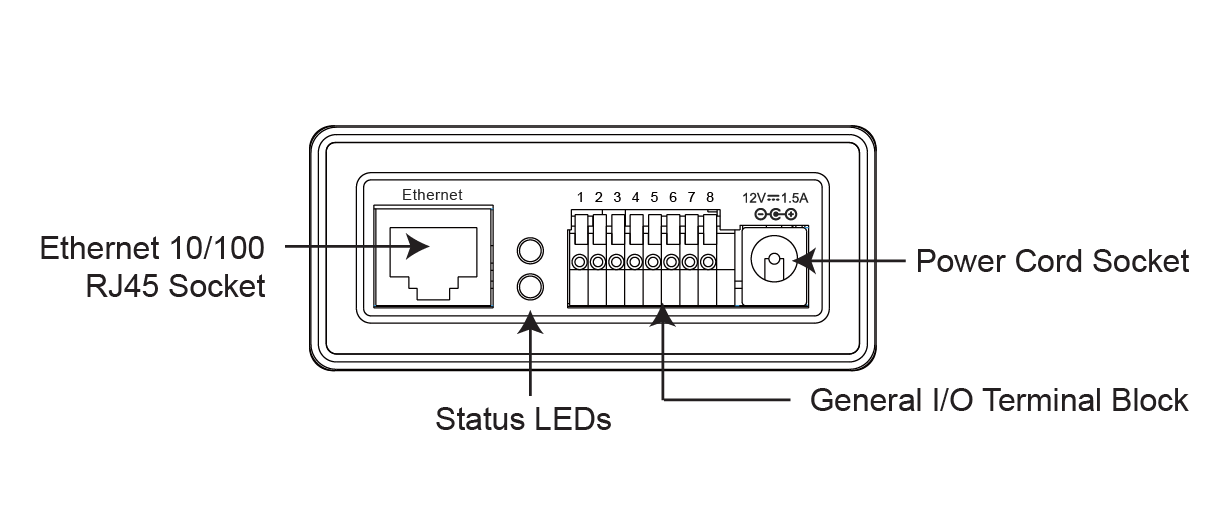 Ethernet
1 2 3 4 5 6 7 8
12V⎓1.5A
Ethernet 10/100
RJ45 Socket
Power Cord Socket
General I/O Terminal Block
Status LEDs